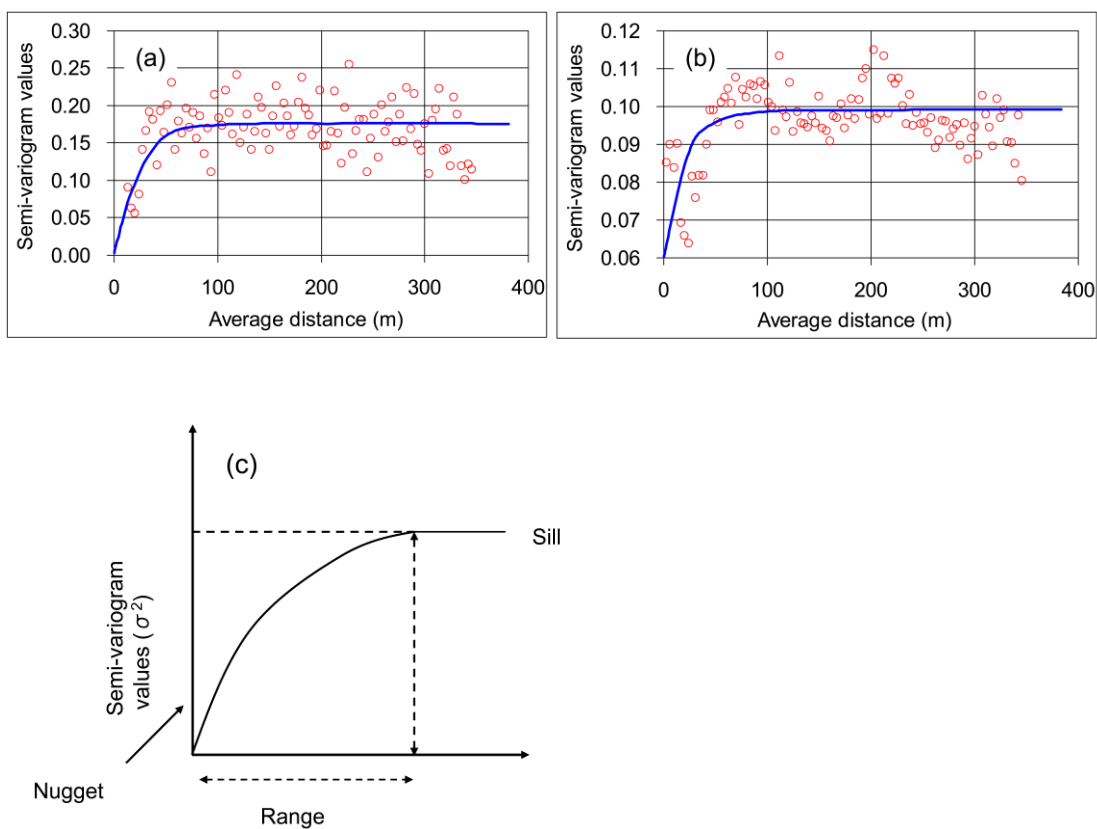 (a)
Semi-variogram values
0.30
0.25
0.20
0.15
0.10
0.05
0.00
0 100 200 300 400
Average distance (m)
(b)
Semi-variogram values
0.12
0.11
0.10
0.09
0.08
0.07
0.06
0 100 200 300 400
Average distance (m)
(c)
Sill
Semi-variogram
values (σ²)
Nugget
Range